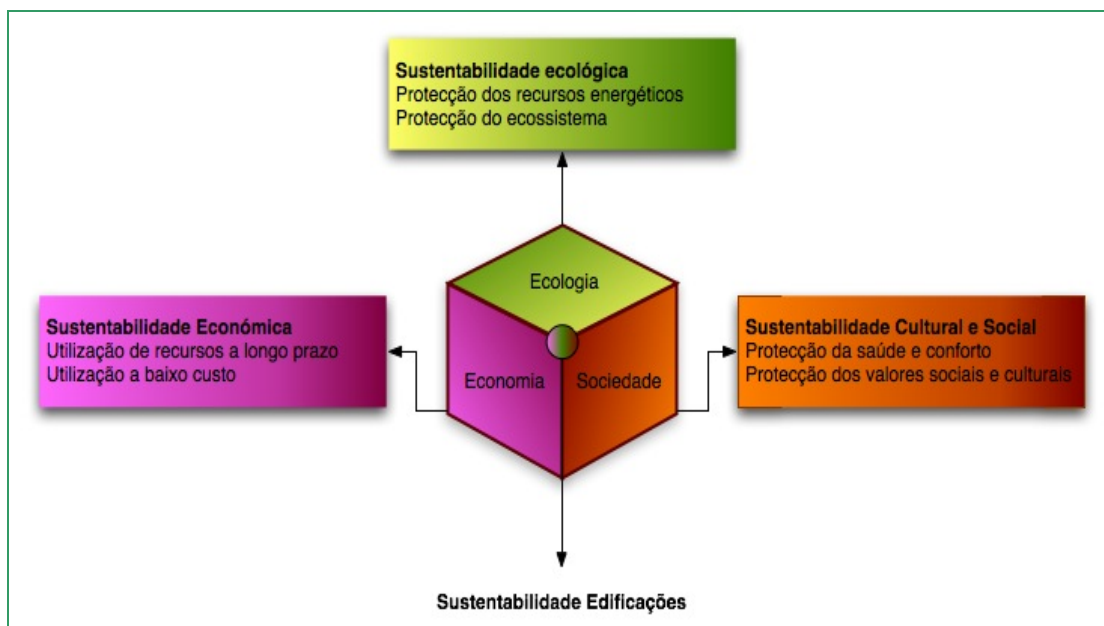 Sustentabilidade ecológica
Protecção dos recursos energéticos
Protecção do ecossistema
Ecologia
Sustentabilidade Económica
Utilização de recursos a longo prazo
Utilização a baixo custo
Economia
Sociedade
Sustentabilidade Cultural e Social
Protecção da saúde e conforto
Protecção dos valores sociais e culturais
Sustentabilidade Edificações